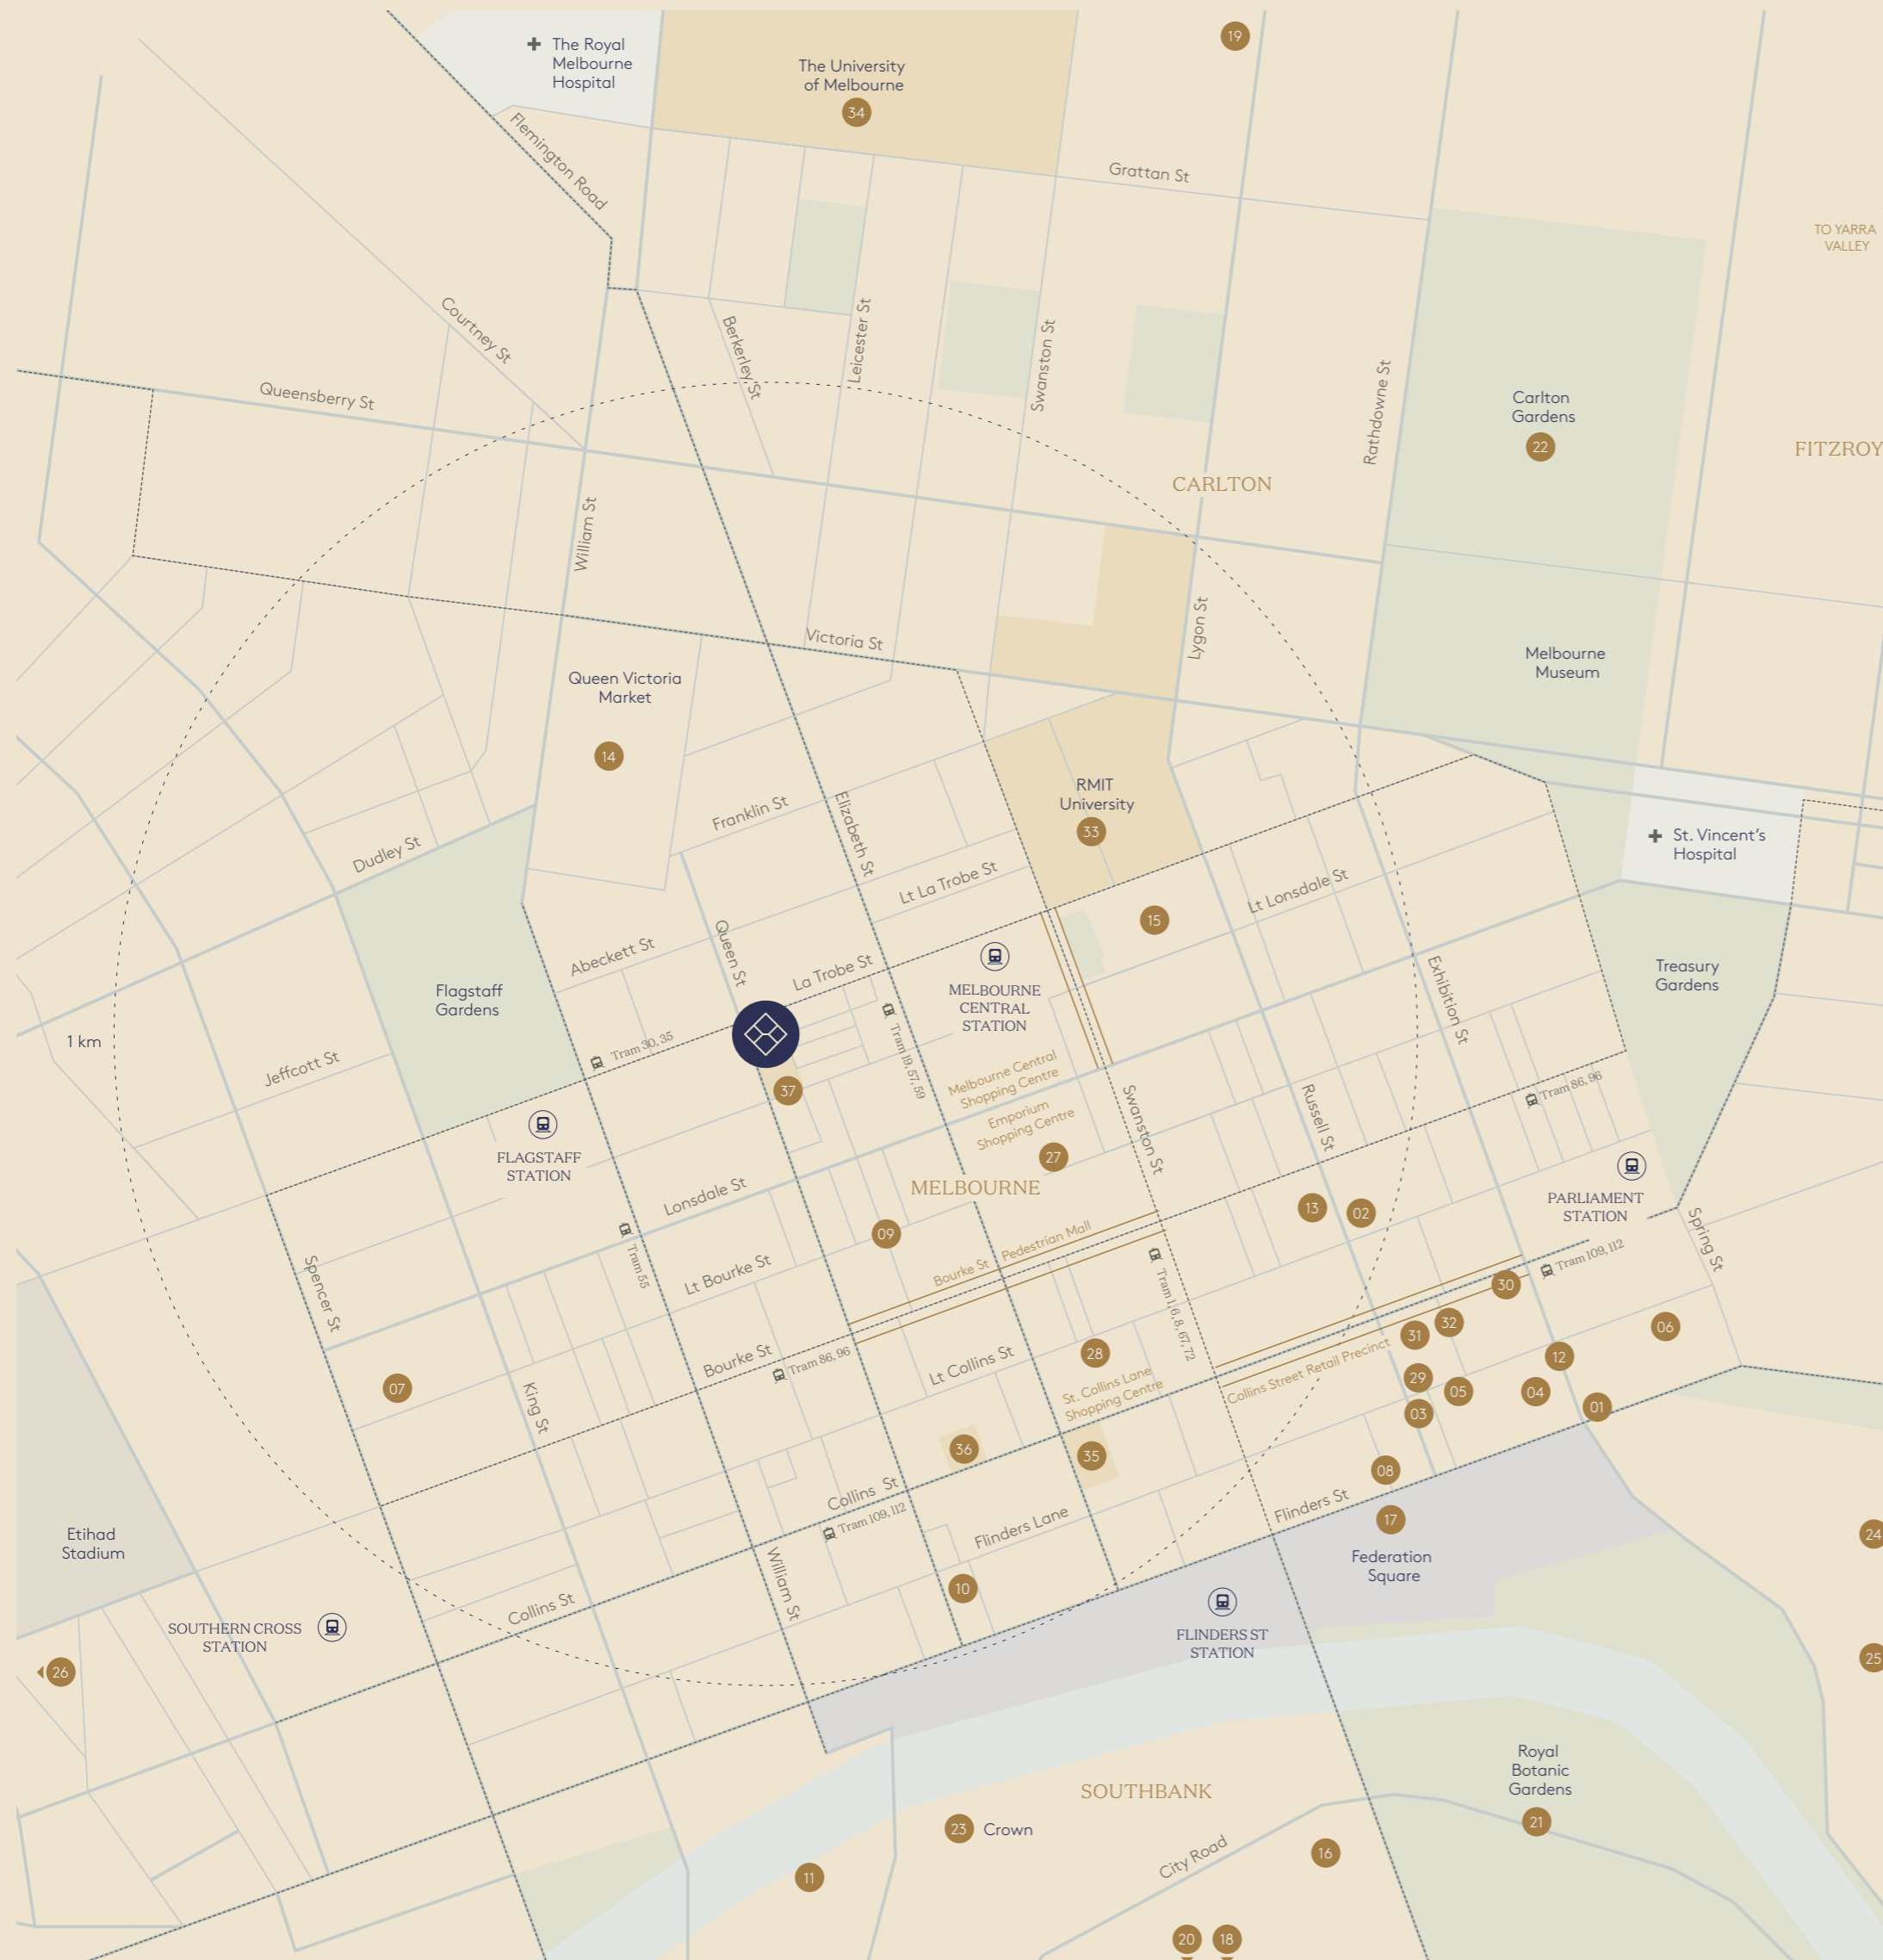 19
The Royal
Melbourne
Hospital
The University
of Melbourne
34
Flemington Road
Grattan St
TO YARRA
VALLEY
Courtney St
Berkerley St
Leicester St
Swanston St
Rathdowne St
Queensberry St
Carlton
Gardens
22
FITZROY
CARLTON
William St
Lygon St
Victoria St
Melbourne
Museum
Queen Victoria
Market
14
RMIT
University
33
Franklin St
Elizabeth St
Dudley St
St. Vincent's
Hospital
Lt La Trobe St
Lt Lonsdale St
15
Queen St
Abeckett St
La Trobe St
MELBOURNE
CENTRAL
STATION
Exhibition St
Treasury
Gardens
Flagstaff
Gardens
1 km
Tram 30, 35
Jeffcott St
Tram 19, 57, 59
Melbourne Central
Shopping Centre
37
Emporium
Shopping Centre
27
Swanston St
Russell St
Tram 86, 96
FLAGSTAFF
STATION
MELBOURNE
PARLIAMENT
STATION
Lonsdale St
13
02
09
Spring St
Tram 55
Spencer St
Lt Bourke St
Bourke St
Pedestrian Mall
Tram 109, 112
Tram 1, 6, 8, 67, 72
30
06
32
31
28
12
Bourke St
Tram 86, 96
Lt Collins St
St. Collins Lane
Shopping Centre
Collins Street Retail Precinct
07
29
05
04
01
03
King St
36
35
08
Collins St
Tram 109, 112
Flinders Lane
Flinders St
17
24
Etihad
Stadium
Federation
Square
William St
10
Collins St
FLINDERS ST
STATION
SOUTHERN CROSS
STATION
26
25
SOUTHBANK
Royal
Botanic
Gardens
21
23
Crown
City Road
16
11
20
18